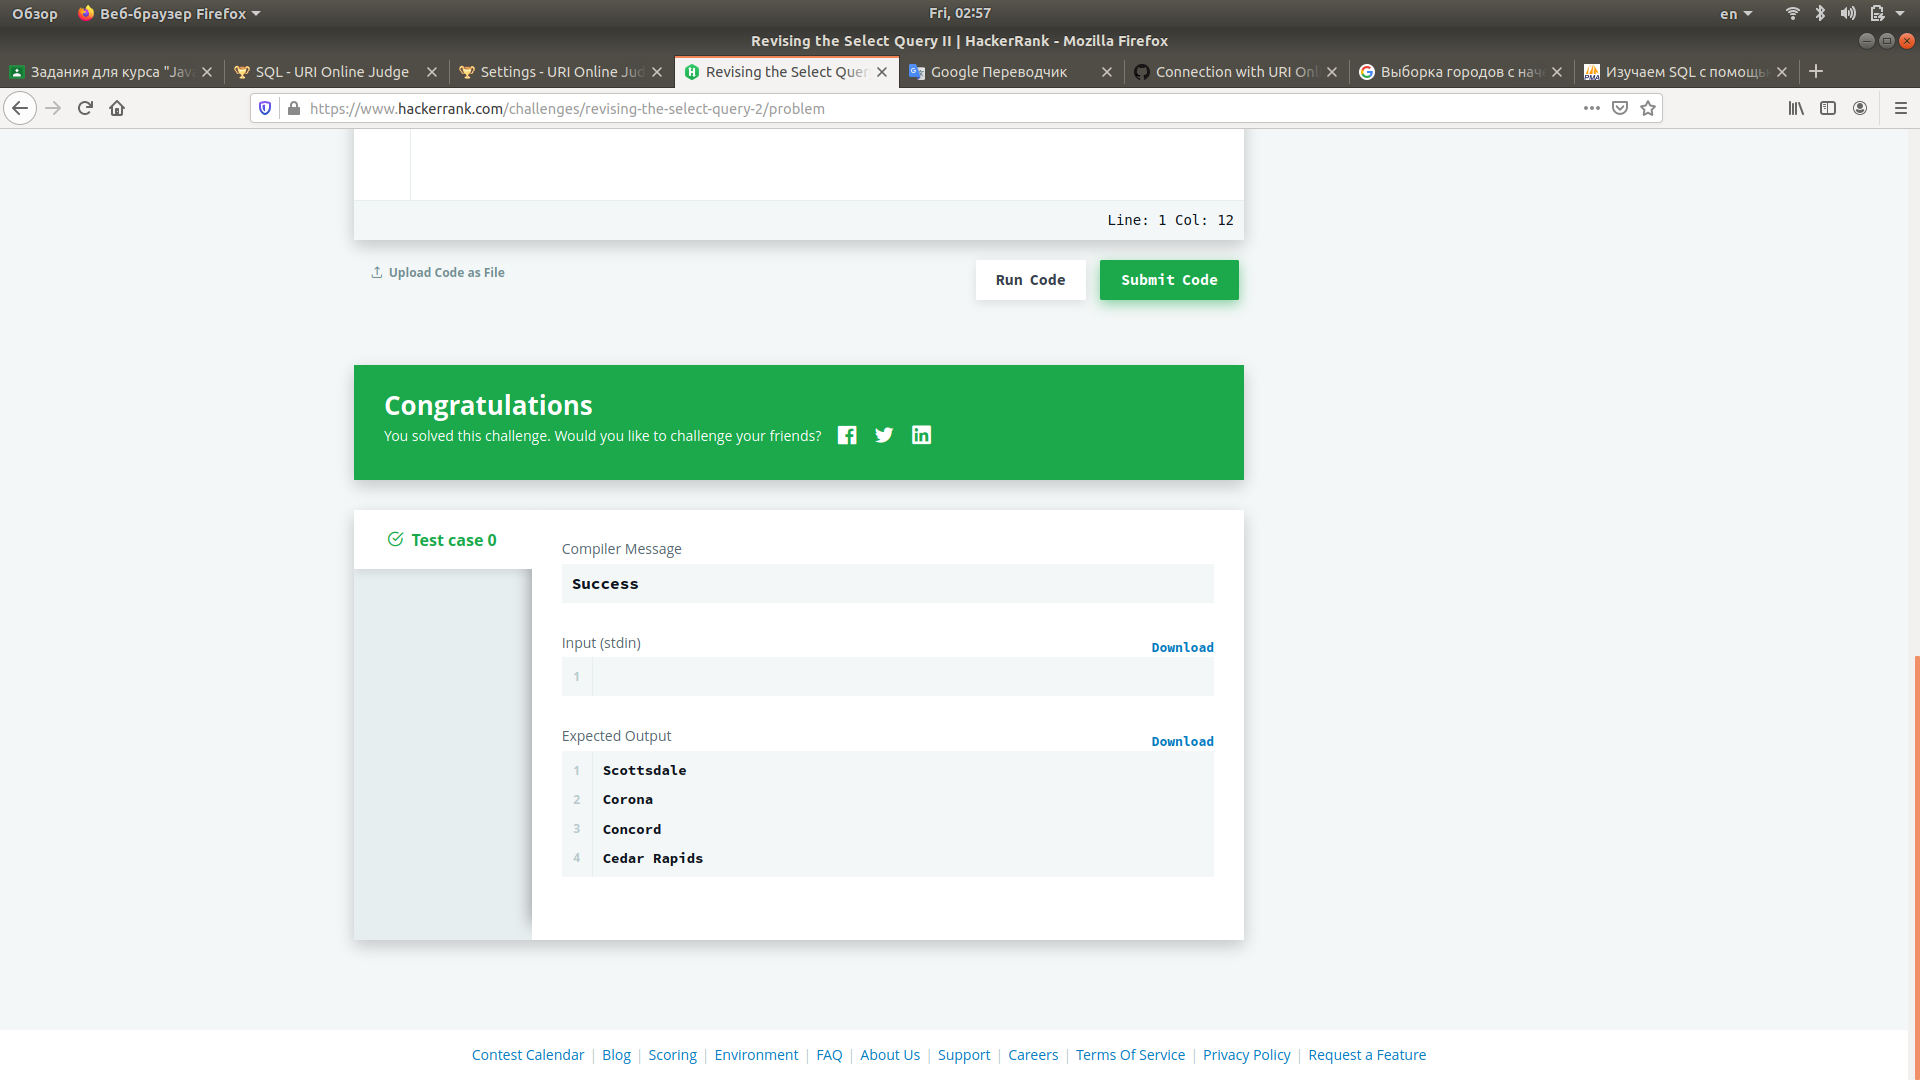 Обзор
Веб-браузер Firefox
Fri, 02:57
en
Revising the Select Query II | HackerRank - Mozilla Firefox
Задания для курса "Jav
SQL - URI Online Judge
Settings - URI Online Jud
Revising the Select Quer
Google Переводчик
Connection with URI Onl
Выборка городов с нач
Изучаем SQL с помощь
https://www.hackerrank.com/challenges/revising-the-select-query-2/problem
Line: 1 Col: 12
Upload Code as File
Run Code
Submit Code
Congratulations
You solved this challenge. Would you like to challenge your friends?
Test case 0
Compiler Message
Success
Input (stdin)
Download
1
Expected Output
Download
1 Scottsdale
2 Corona
3 Concord
4 Cedar Rapids
Contest Calendar | Blog | Scoring | Environment | FAQ | About Us | Support | Careers | Terms Of Service | Privacy Policy | Request a Feature